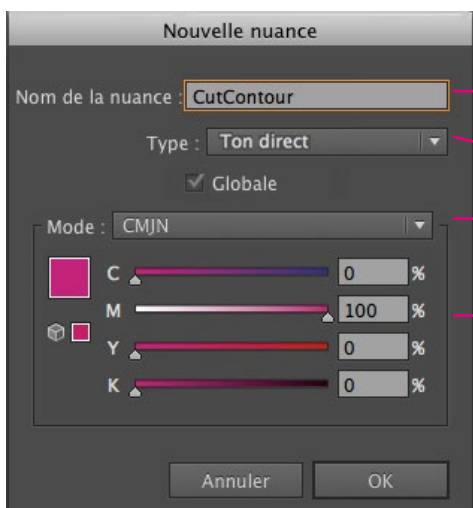 Nouvelle nuance
Nom de la nuance : CutContour
Type : Ton direct
Globale
Mode : CMJN
C 0 %
M 100 %
Y 0 %
K 0 %
Annuler OK